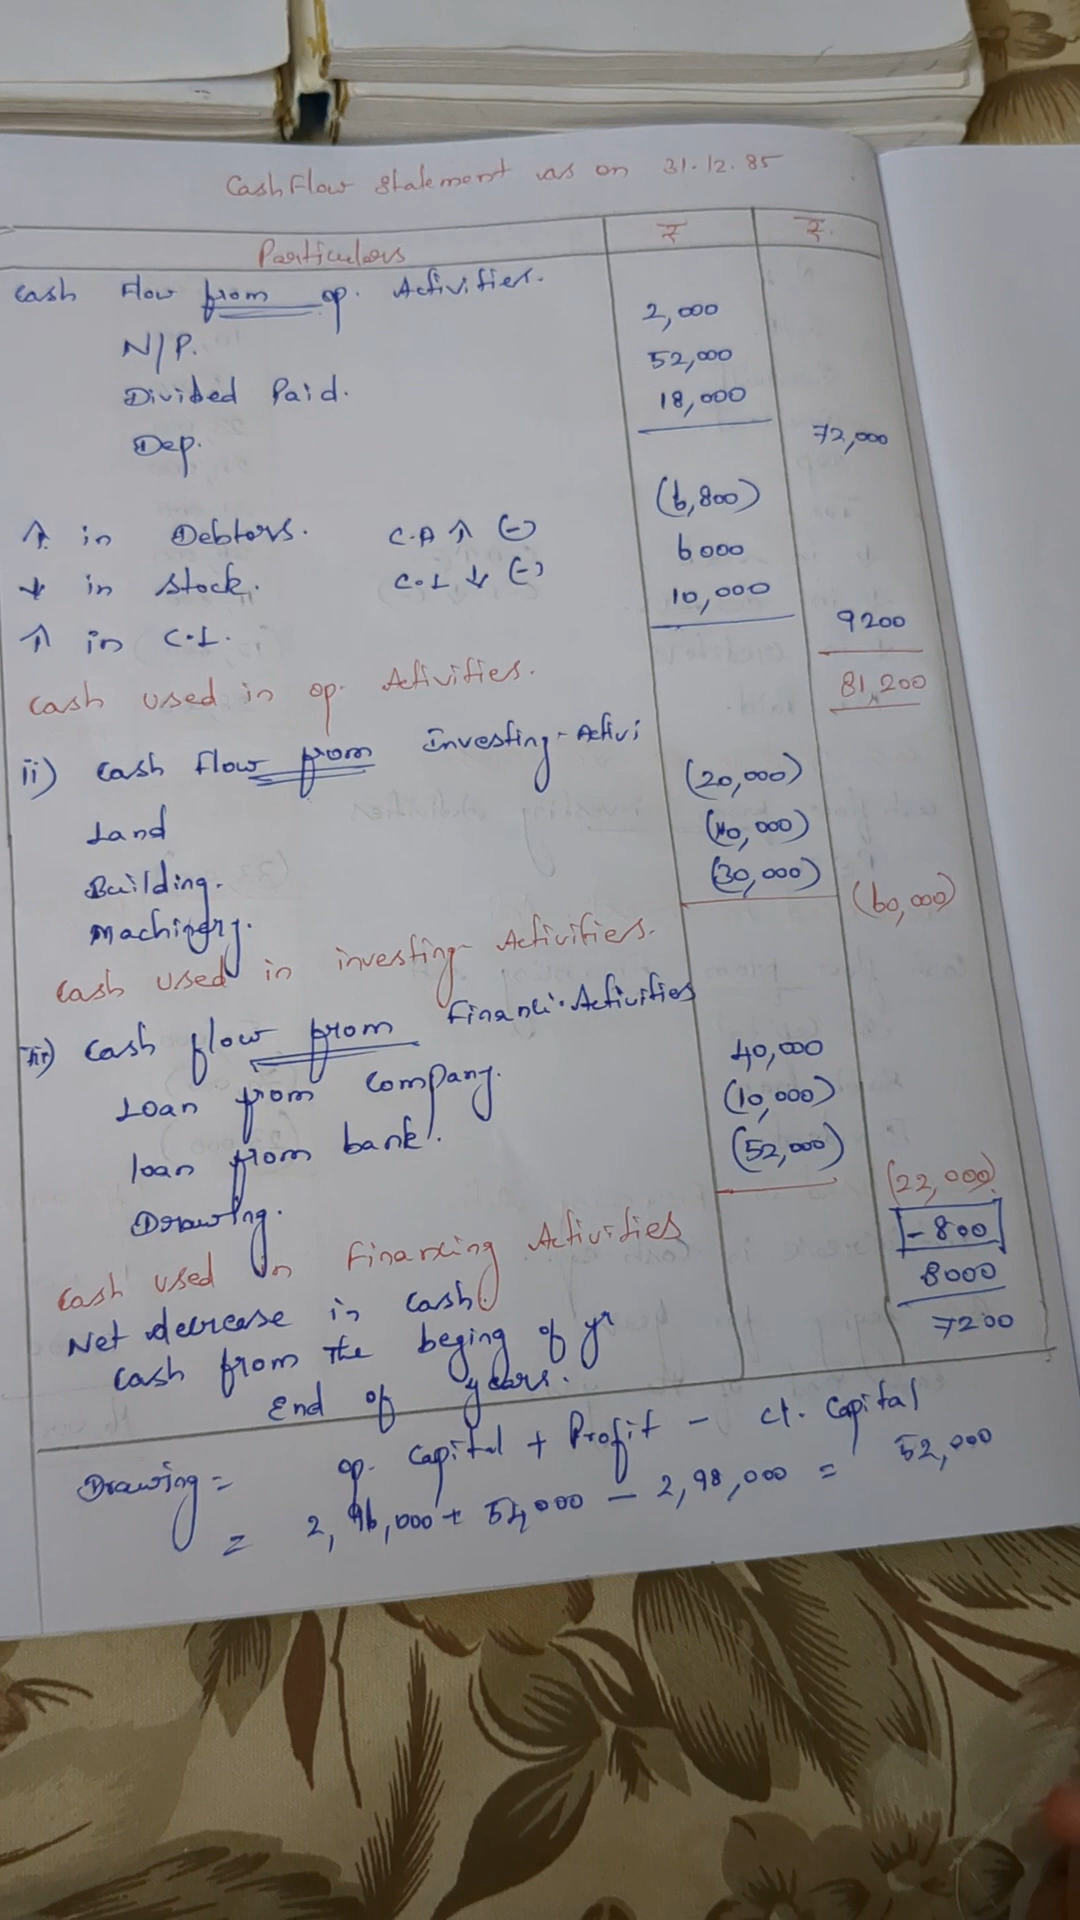 Cash Flow Statement as on 31.12.85
Particulars ₹ ₹.
Cash Flow from op. Activities.
N/P. 2,000
Divided Paid. 52,000
Dep. 18,000 72,000
↑ in Debtors. C.A ↑ (-) (6,800)
↓ in Stock. C.L ↓ (-) 6000
↑ in C.L. 10,000 9200
Cash used in op. Activities. 81,200
ii) Cash Flow from Investing-Activi
Land (20,000)
Building. (10,000)
Machinery. (30,000)
Cash used in investing Activities. (60,000)
iii) Cash flow from Financi.Activities
Loan from Company. 40,000
loan from bank. (10,000)
Drawing. (52,000)
Cash used in Financing Activities (22,000)
Net decrease in cash -800
Cash from the beging of yr 8000
End of years. 7200
Drawing = op. Capital + Profit - cl. Capital
= 2,96,000 + 54,000 - 2,98,000 = 52,000